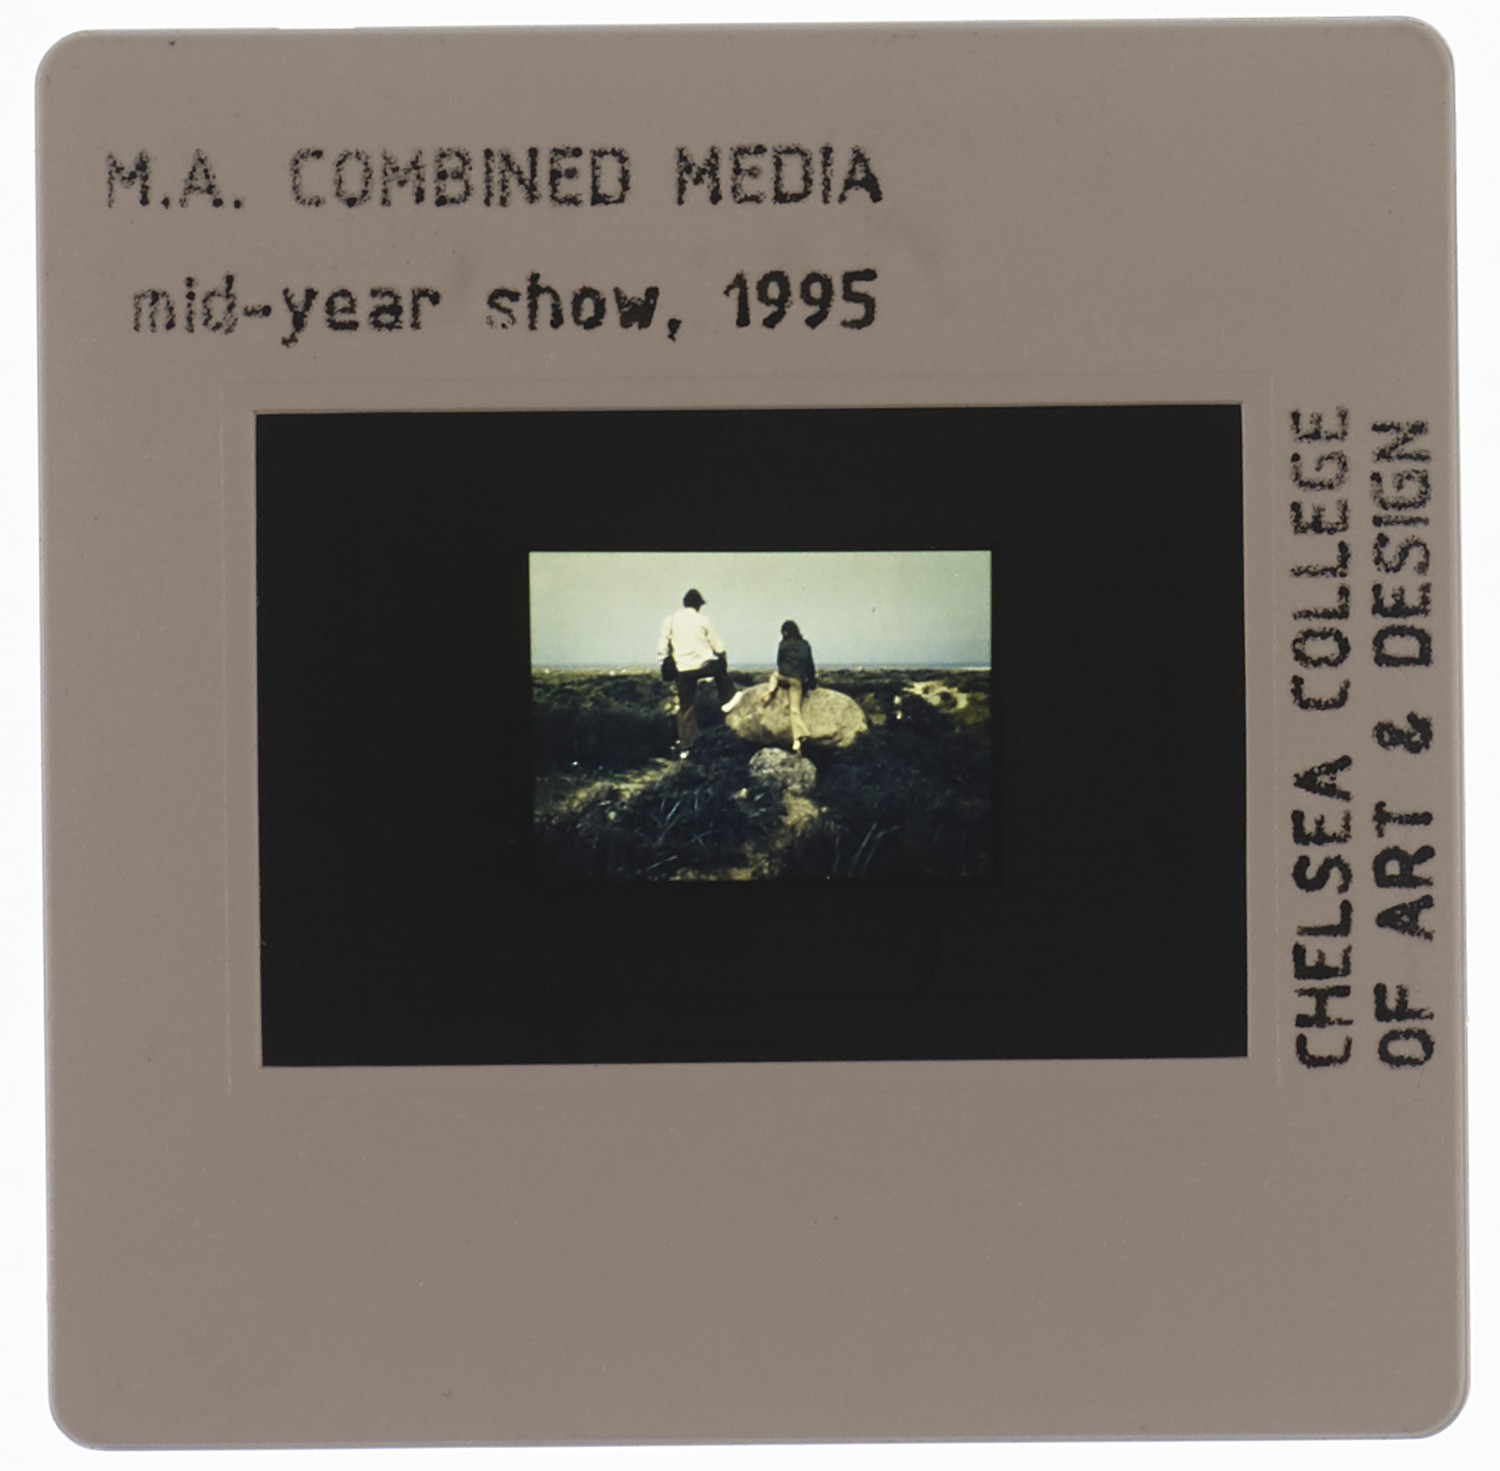 M.A. COMBINED MEDIA
mid-year show, 1995
CHELSEA COLLEGE
OF ART & DESIGN